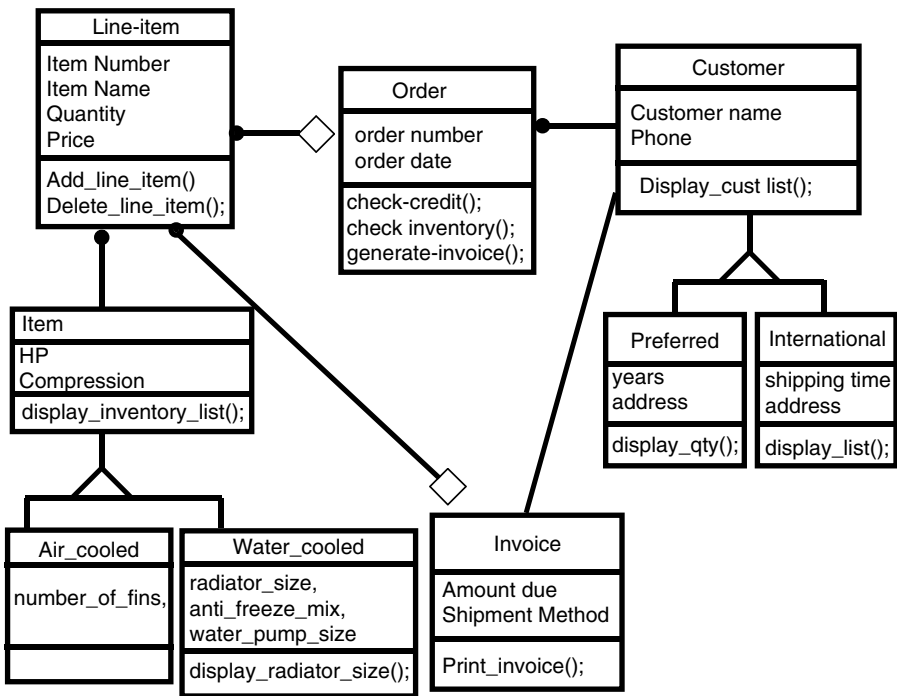 Line-item
Item Number
Item Name
Quantity
Price
Add_line_item()
Delete_line_item();
Order
order number
order date
check-credit();
check inventory();
generate-invoice();
Customer
Customer name
Phone
Display_cust list();
Item
HP
Compression
display_inventory_list();
Preferred
years
address
display_qty();
International
shipping time
address
display_list();
Air_cooled
number_of_fins,
Water_cooled
radiator_size,
anti_freeze_mix,
water_pump_size
display_radiator_size();
Invoice
Amount due
Shipment Method
Print_invoice();